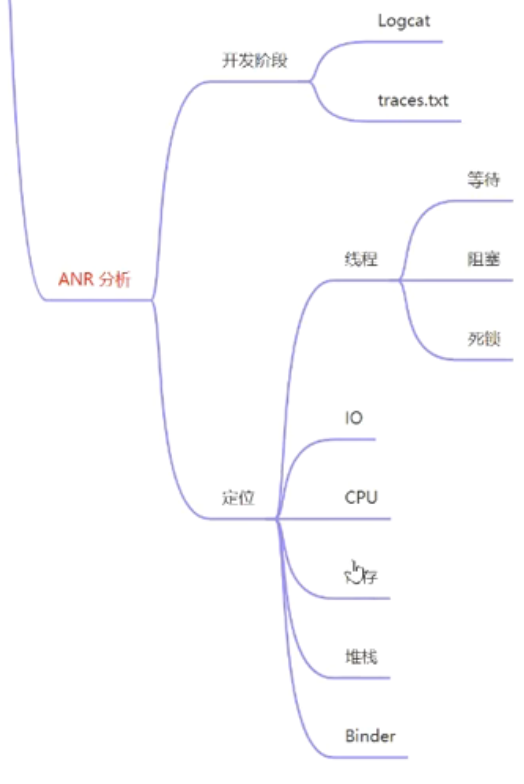 ANR 分析
开发阶段
Logcat
traces.txt
定位
线程
等待
阻塞
死锁
IO
CPU
存
堆栈
Binder